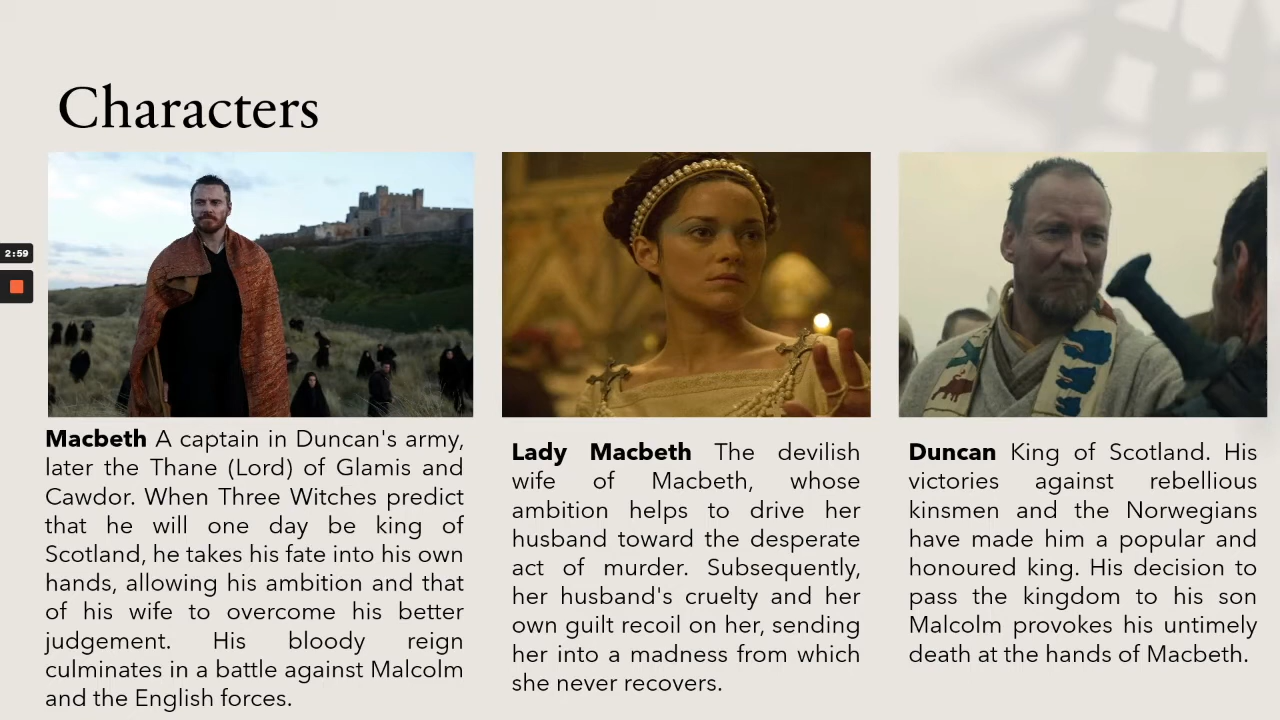 Characters
2:59
Macbeth A captain in Duncan's army,
later the Thane (Lord) of Glamis and
Cawdor. When Three Witches predict
that he will one day be king of
Scotland, he takes his fate into his own
hands, allowing his ambition and that
of his wife to overcome his better
judgement. His bloody reign
culminates in a battle against Malcolm
and the English forces.
Lady Macbeth The devilish
wife of Macbeth, whose
ambition helps to drive her
husband toward the desperate
act of murder. Subsequently,
her husband's cruelty and her
own guilt recoil on her, sending
her into a madness from which
she never recovers.
Duncan King of Scotland. His
victories against rebellious
kinsmen and the Norwegians
have made him a popular and
honoured king. His decision to
pass the kingdom to his son
Malcolm provokes his untimely
death at the hands of Macbeth.